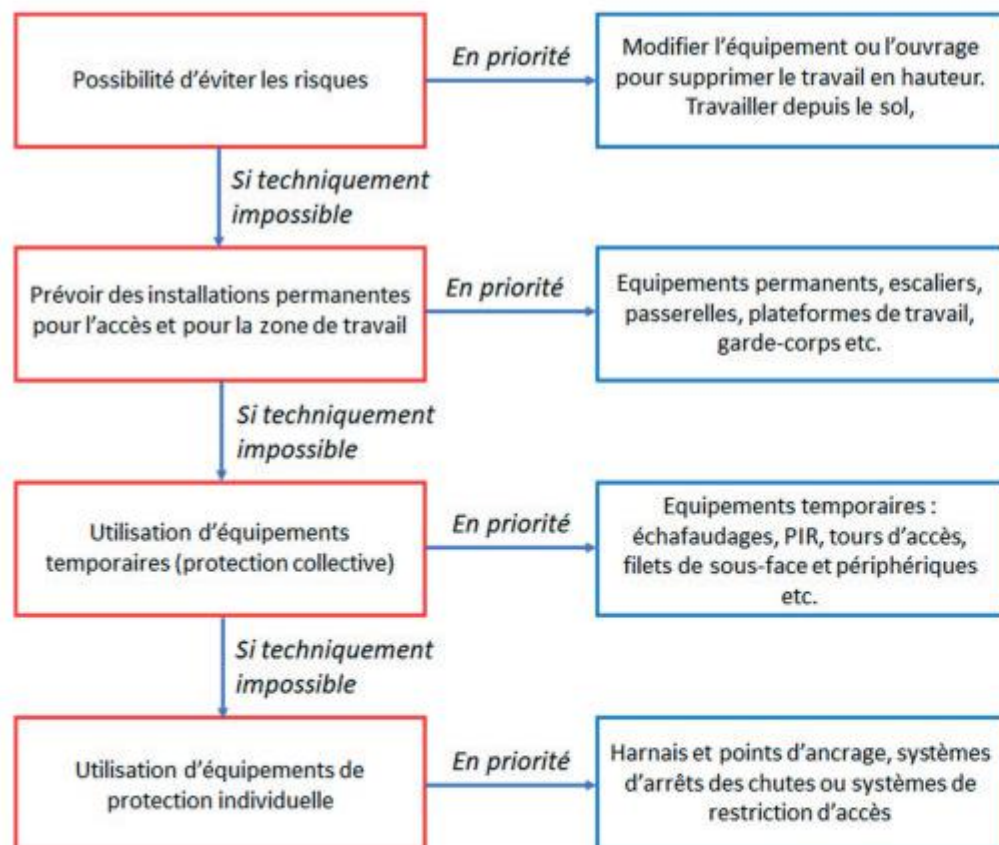 Possibilité d'éviter les risques
En priorité
Modifier l'équipement ou l'ouvrage
pour supprimer le travail en hauteur.
Travailler depuis le sol,
Si techniquement
impossible
Prévoir des installations permanentes
pour l'accès et pour la zone de travail
En priorité
Equipements permanents, escaliers,
passerelles, plateformes de travail,
garde-corps etc.
Si techniquement
impossible
Utilisation d'équipements
temporaires (protection collective)
En priorité
Equipements temporaires :
échafaudages, PIR, tours d'accès,
filets de sous-face et périphériques
etc.
Si techniquement
impossible
Utilisation d'équipements de
protection individuelle
En priorité
Harnais et points d'ancrage, systèmes
d'arrêts des chutes ou systèmes de
restriction d'accès